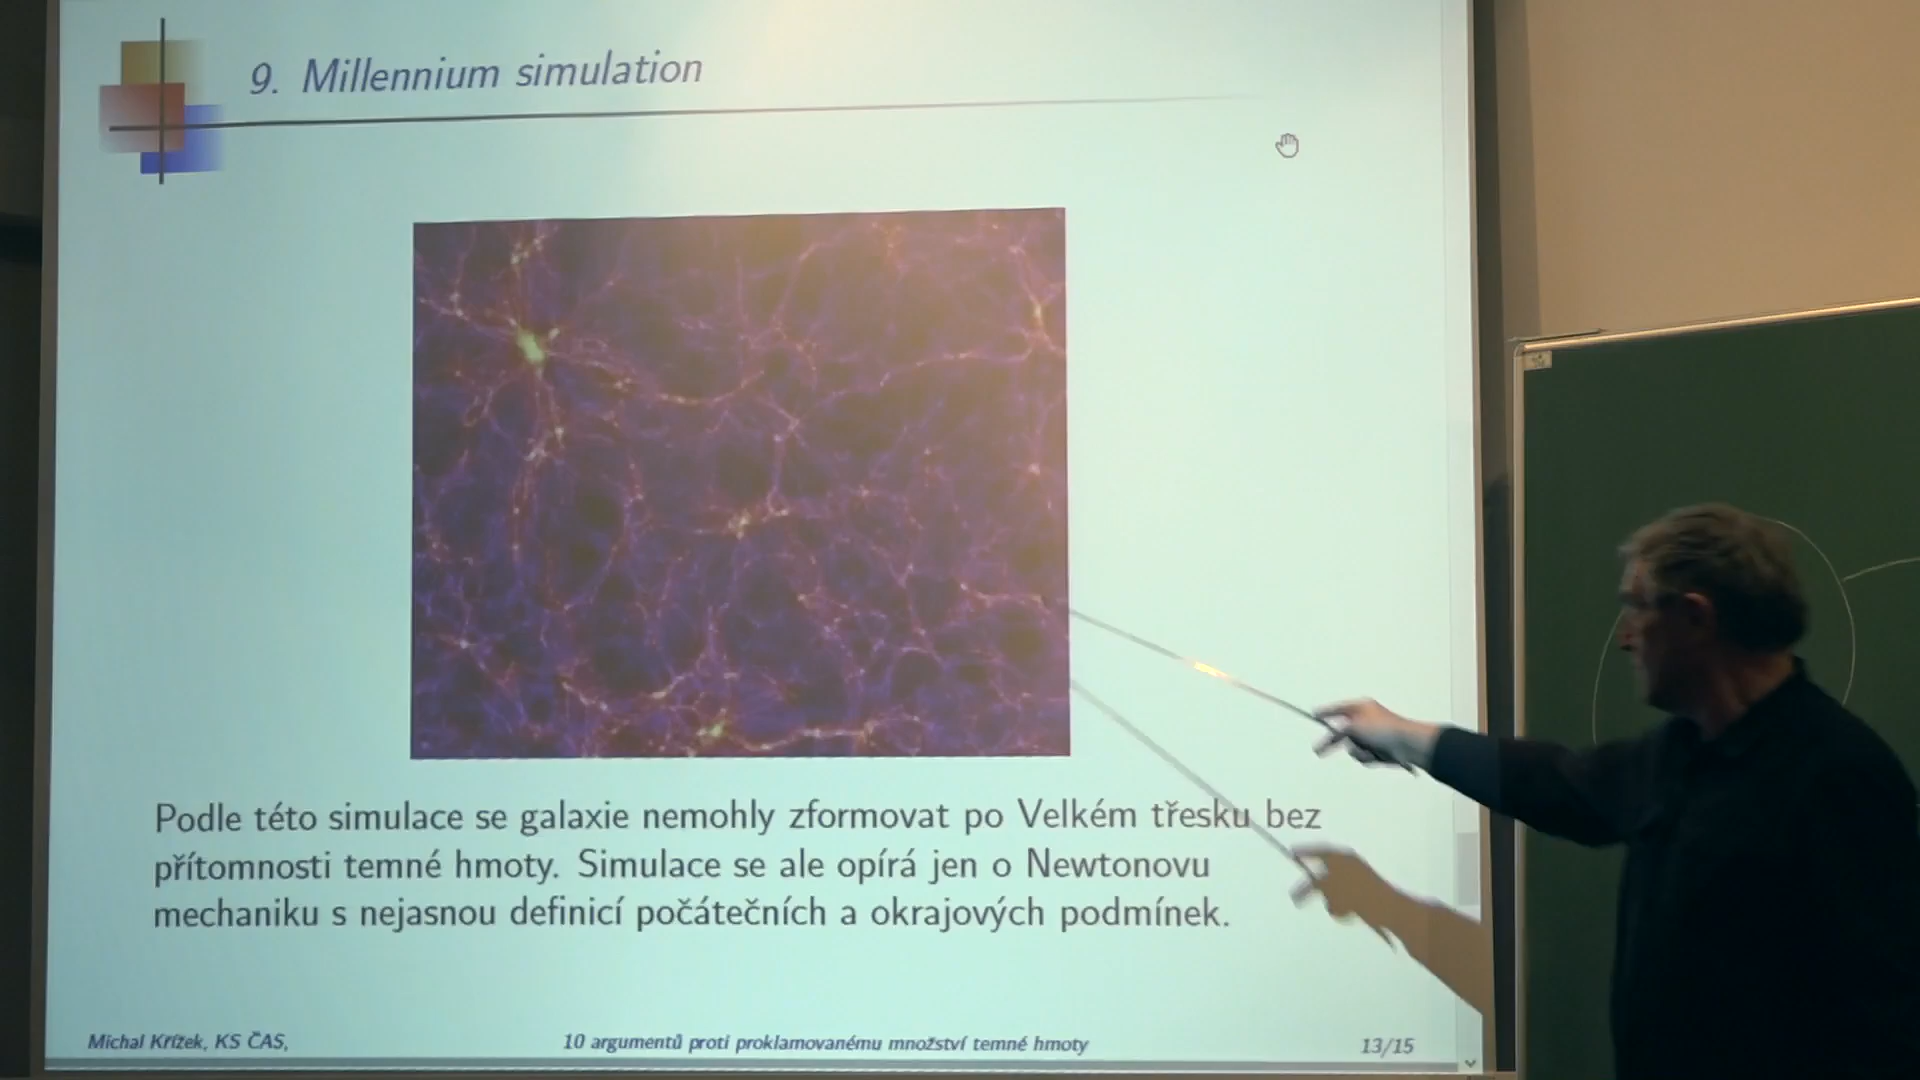 9. Millennium simulation
Podle této simulace se galaxie nemohly zformovat po Velkém třesku bez
přítomnosti temné hmoty. Simulace se ale opírá jen o Newtonovu
mechaniku s nejasnou definicí počátečních a okrajových podmínek.
Michal Křížek, KS ČAS,
10 argumentů proti proklamovanému množství temné hmoty
13/15